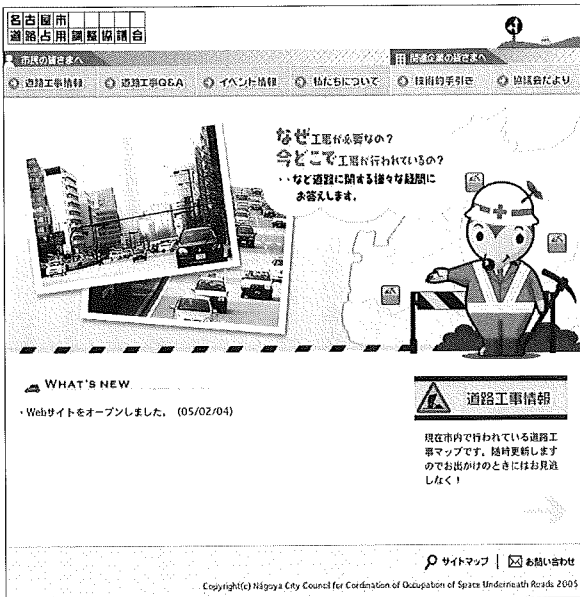 名古屋市
道路占用調整協議会
市民の皆さまへ
関連企業の皆さまへ
道路工事情報
道路工事Q&A
イベント情報
私たちについて
技術的手引き
協議会だより
なぜ工事が必要なの?
今どこで工事が行われているの?
・・など道路に関する様々な疑問に
お答えします。
WHAT'S NEW
・Webサイトをオープンしました。 (05/02/04)
道路工事情報
現在市内で行われている道路工
事マップです。随時更新します
のでお出かけのときにはお見逃
しなく!
サイトマップ | お問い合わせ
Copyright(c) Nagoya City Council for Cordination of Occupation of Space Underneath Roads 2005